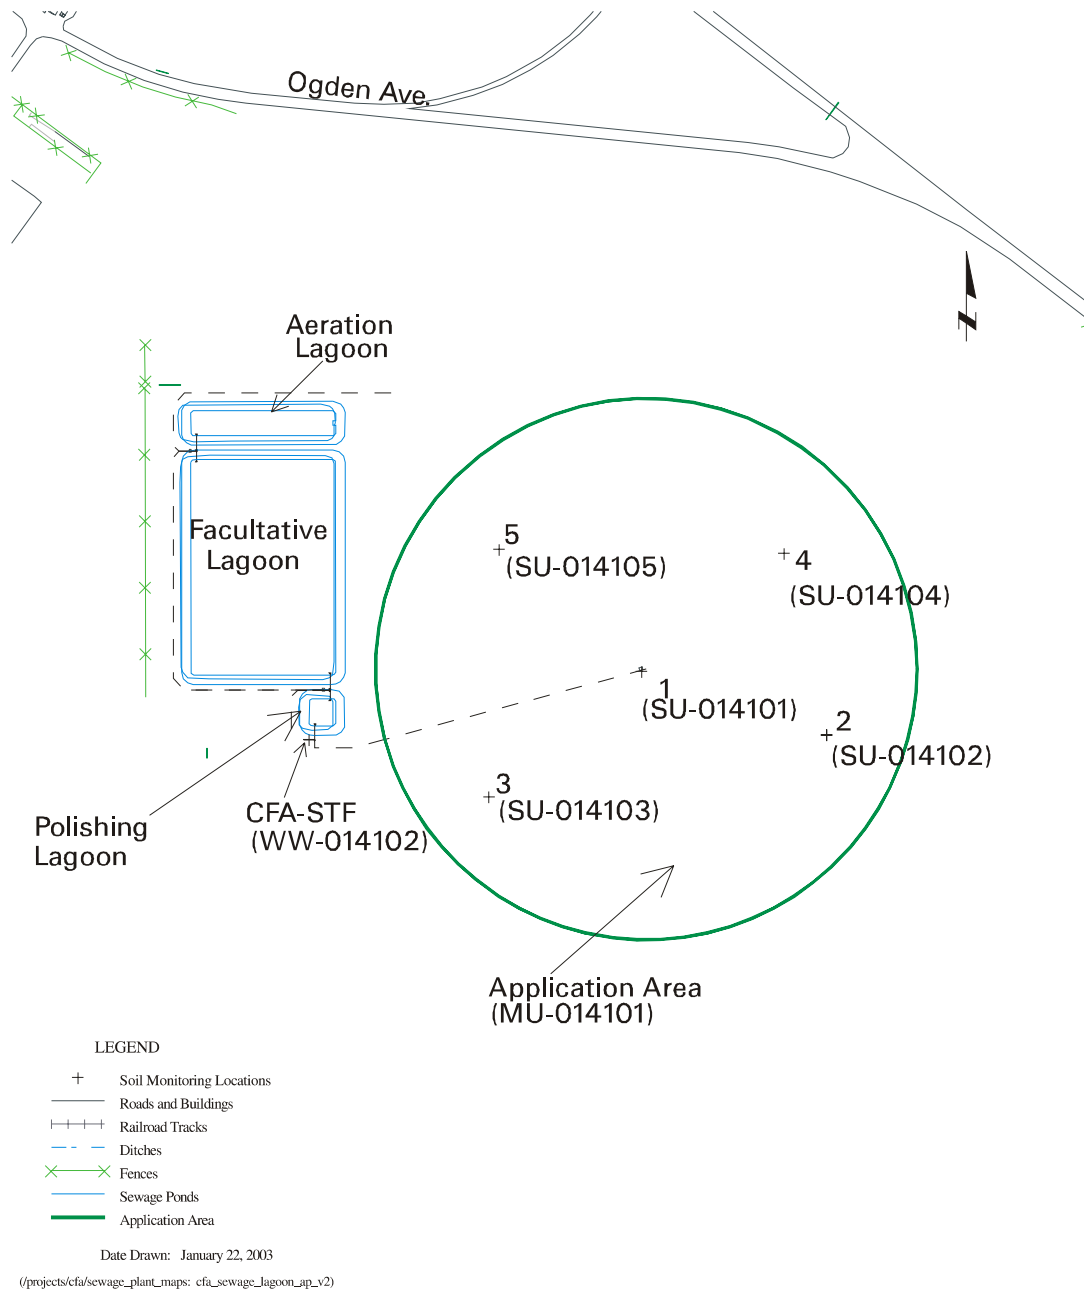 Ogden Ave.
N
Aeration
Lagoon
Facultative
Lagoon
5
(SU-014105)
4
(SU-014104)
1
(SU-014101)
2
(SU-014102)
3
(SU-014103)
CFA-STF
(WW-014102)
Polishing
Lagoon
Application Area
(MU-014101)
LEGEND
Soil Monitoring Locations
Roads and Buildings
Railroad Tracks
Ditches
Fences
Sewage Ponds
Application Area
Date Drawn: January 22, 2003
(/projects/cfa/sewage_plant_maps: cfa_sewage_lagoon_ap_v2)